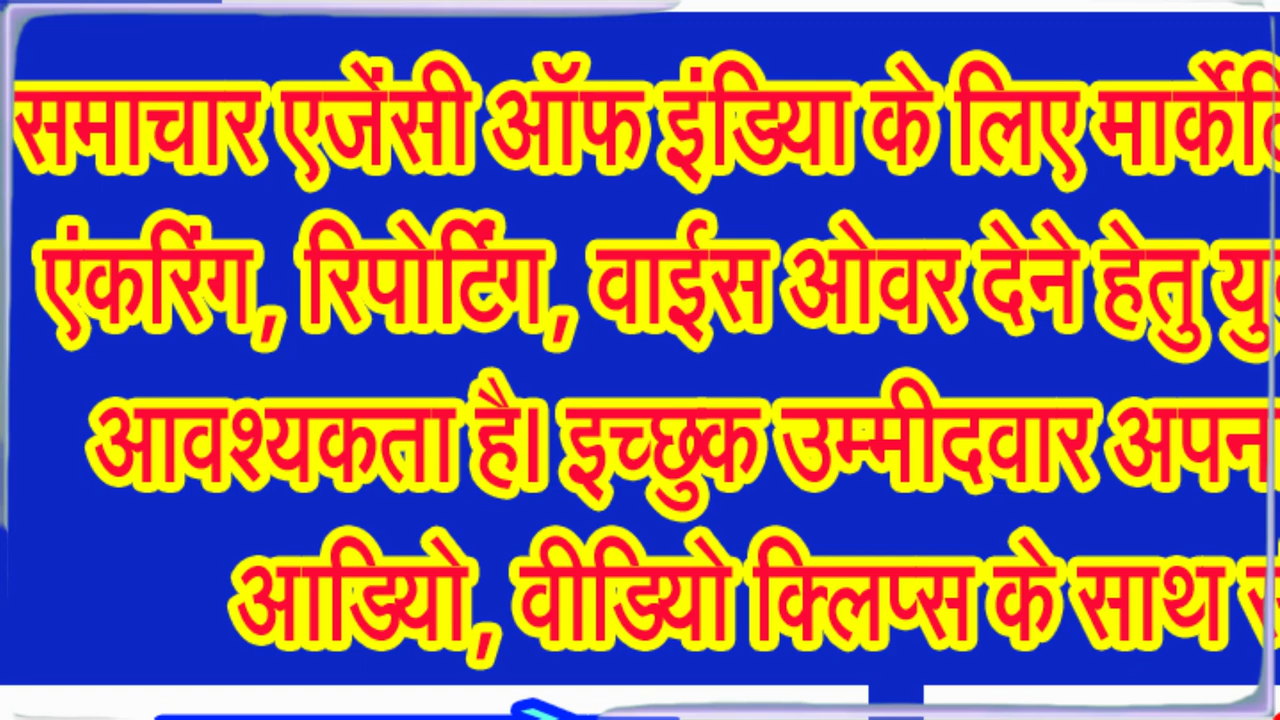 समाचार एजेंसी ऑफ इंडिया के लिए
एंकरिंग, रिपोर्टिंग, वाईस ओवर देने हेतु
आवश्यकता है। इच्छुक उम्मीदवार
आडियो, वीडियो क्लिप्स के साथ